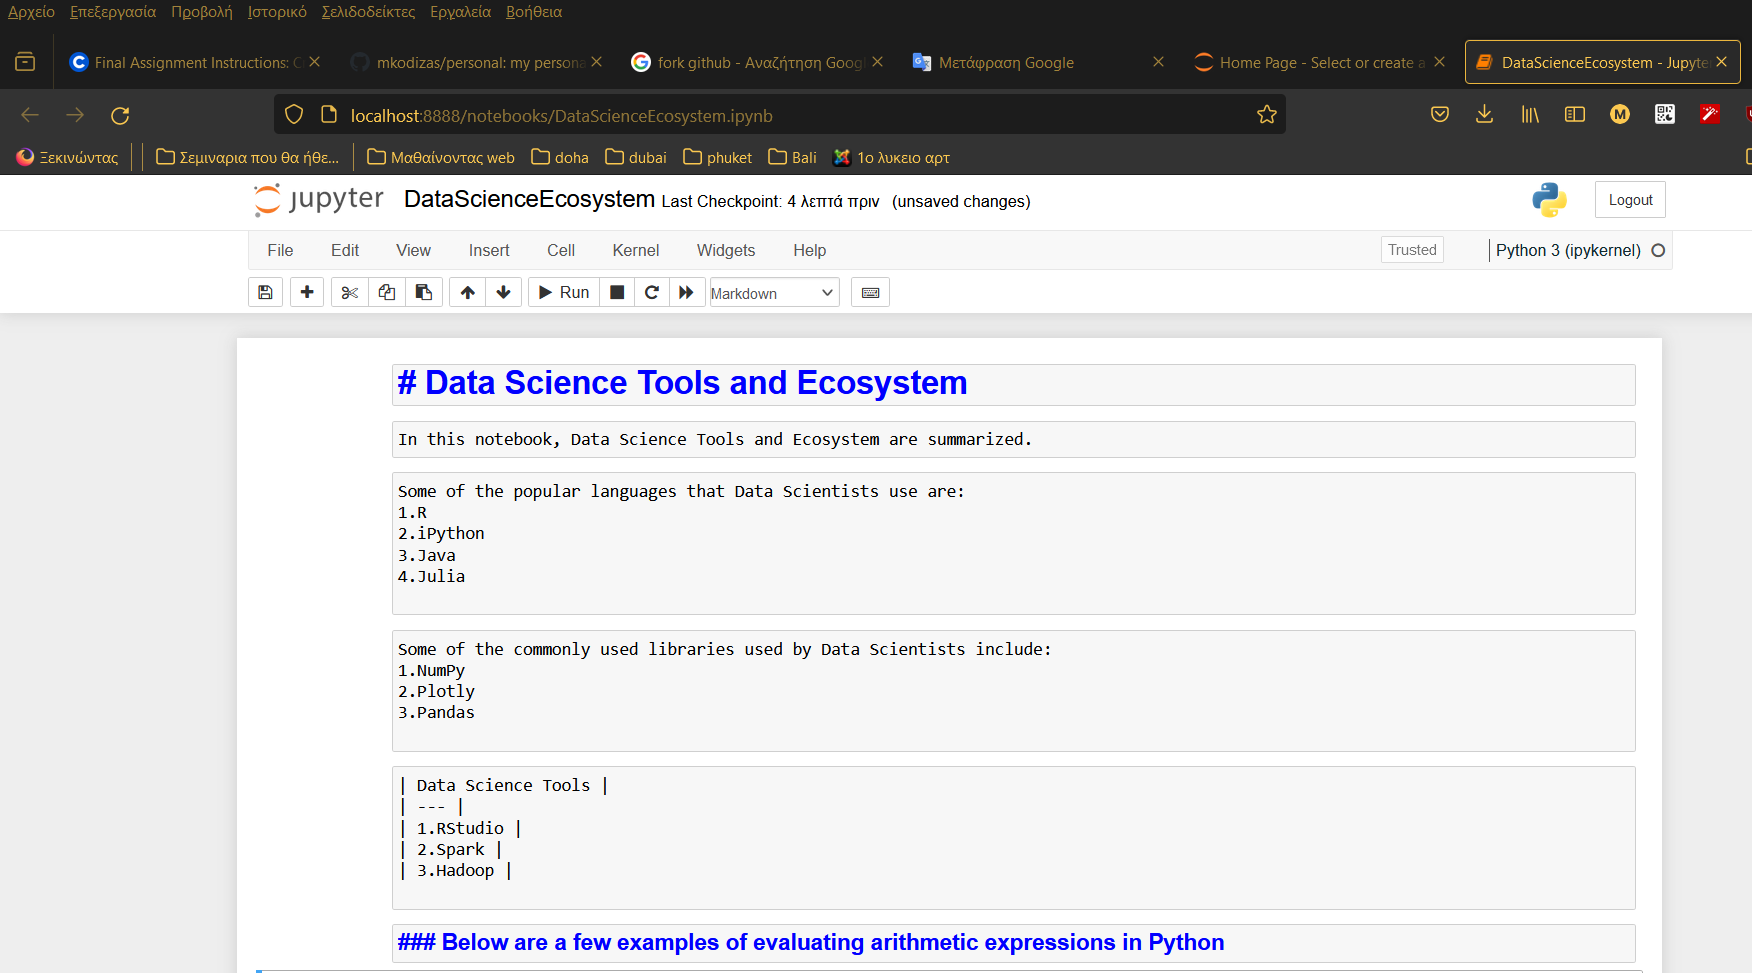 Αρχείο Επεξεργασία Προβολή Ιστορικό Σελιδοδείκτες Εργαλεία Βοήθεια
Final Assignment Instructions: mkodizas/personal: my persona fork github - Αναζήτηση Goog Μετάφραση Google Home Page - Select or create a DataScienceEcosystem - Jupyte
localhost:8888/notebooks/DataScienceEcosystem.ipynb
Ξεκινώντας Σεμιναρια που θα ήθε... Μαθαίνοντας web doha dubai phuket Bali 1ο λυκειο αρτ
jupyter DataScienceEcosystem Last Checkpoint: 4 λεπτά πριν (unsaved changes) Logout
File Edit View Insert Cell Kernel Widgets Help Trusted Python 3 (ipykernel)
Run Markdown
# Data Science Tools and Ecosystem
In this notebook, Data Science Tools and Ecosystem are summarized.
Some of the popular languages that Data Scientists use are:
1.R
2.iPython
3.Java
4.Julia
Some of the commonly used libraries used by Data Scientists include:
1.NumPy
2.Plotly
3.Pandas
| Data Science Tools |
| --- |
| 1.RStudio |
| 2.Spark |
| 3.Hadoop |
### Below are a few examples of evaluating arithmetic expressions in Python